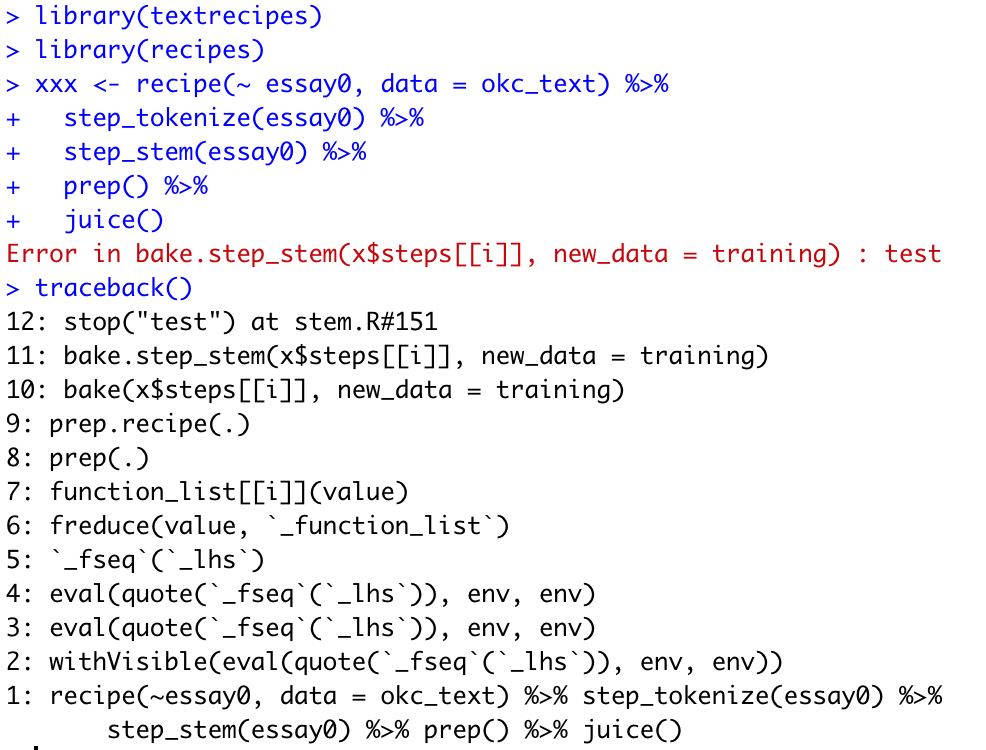 > library(textrecipes)
> library(recipes)
> xxx <- recipe(~ essay0, data = okc_text) %>%
+   step_tokenize(essay0) %>%
+   step_stem(essay0) %>%
+   prep() %>%
+   juice()
Error in bake.step_stem(x$steps[[i]], new_data = training) : test
> traceback()
12: stop("test") at stem.R#151
11: bake.step_stem(x$steps[[i]], new_data = training)
10: bake(x$steps[[i]], new_data = training)
9: prep.recipe(.)
8: prep(.)
7: function_list[[i]](value)
6: freduce(value, `_function_list`)
5: `_fseq`(`_lhs`)
4: eval(quote(`_fseq`(`_lhs`)), env, env)
3: eval(quote(`_fseq`(`_lhs`)), env, env)
2: withVisible(eval(quote(`_fseq`(`_lhs`)), env, env))
1: recipe(~essay0, data = okc_text) %>% step_tokenize(essay0) %>%
       step_stem(essay0) %>% prep() %>% juice()